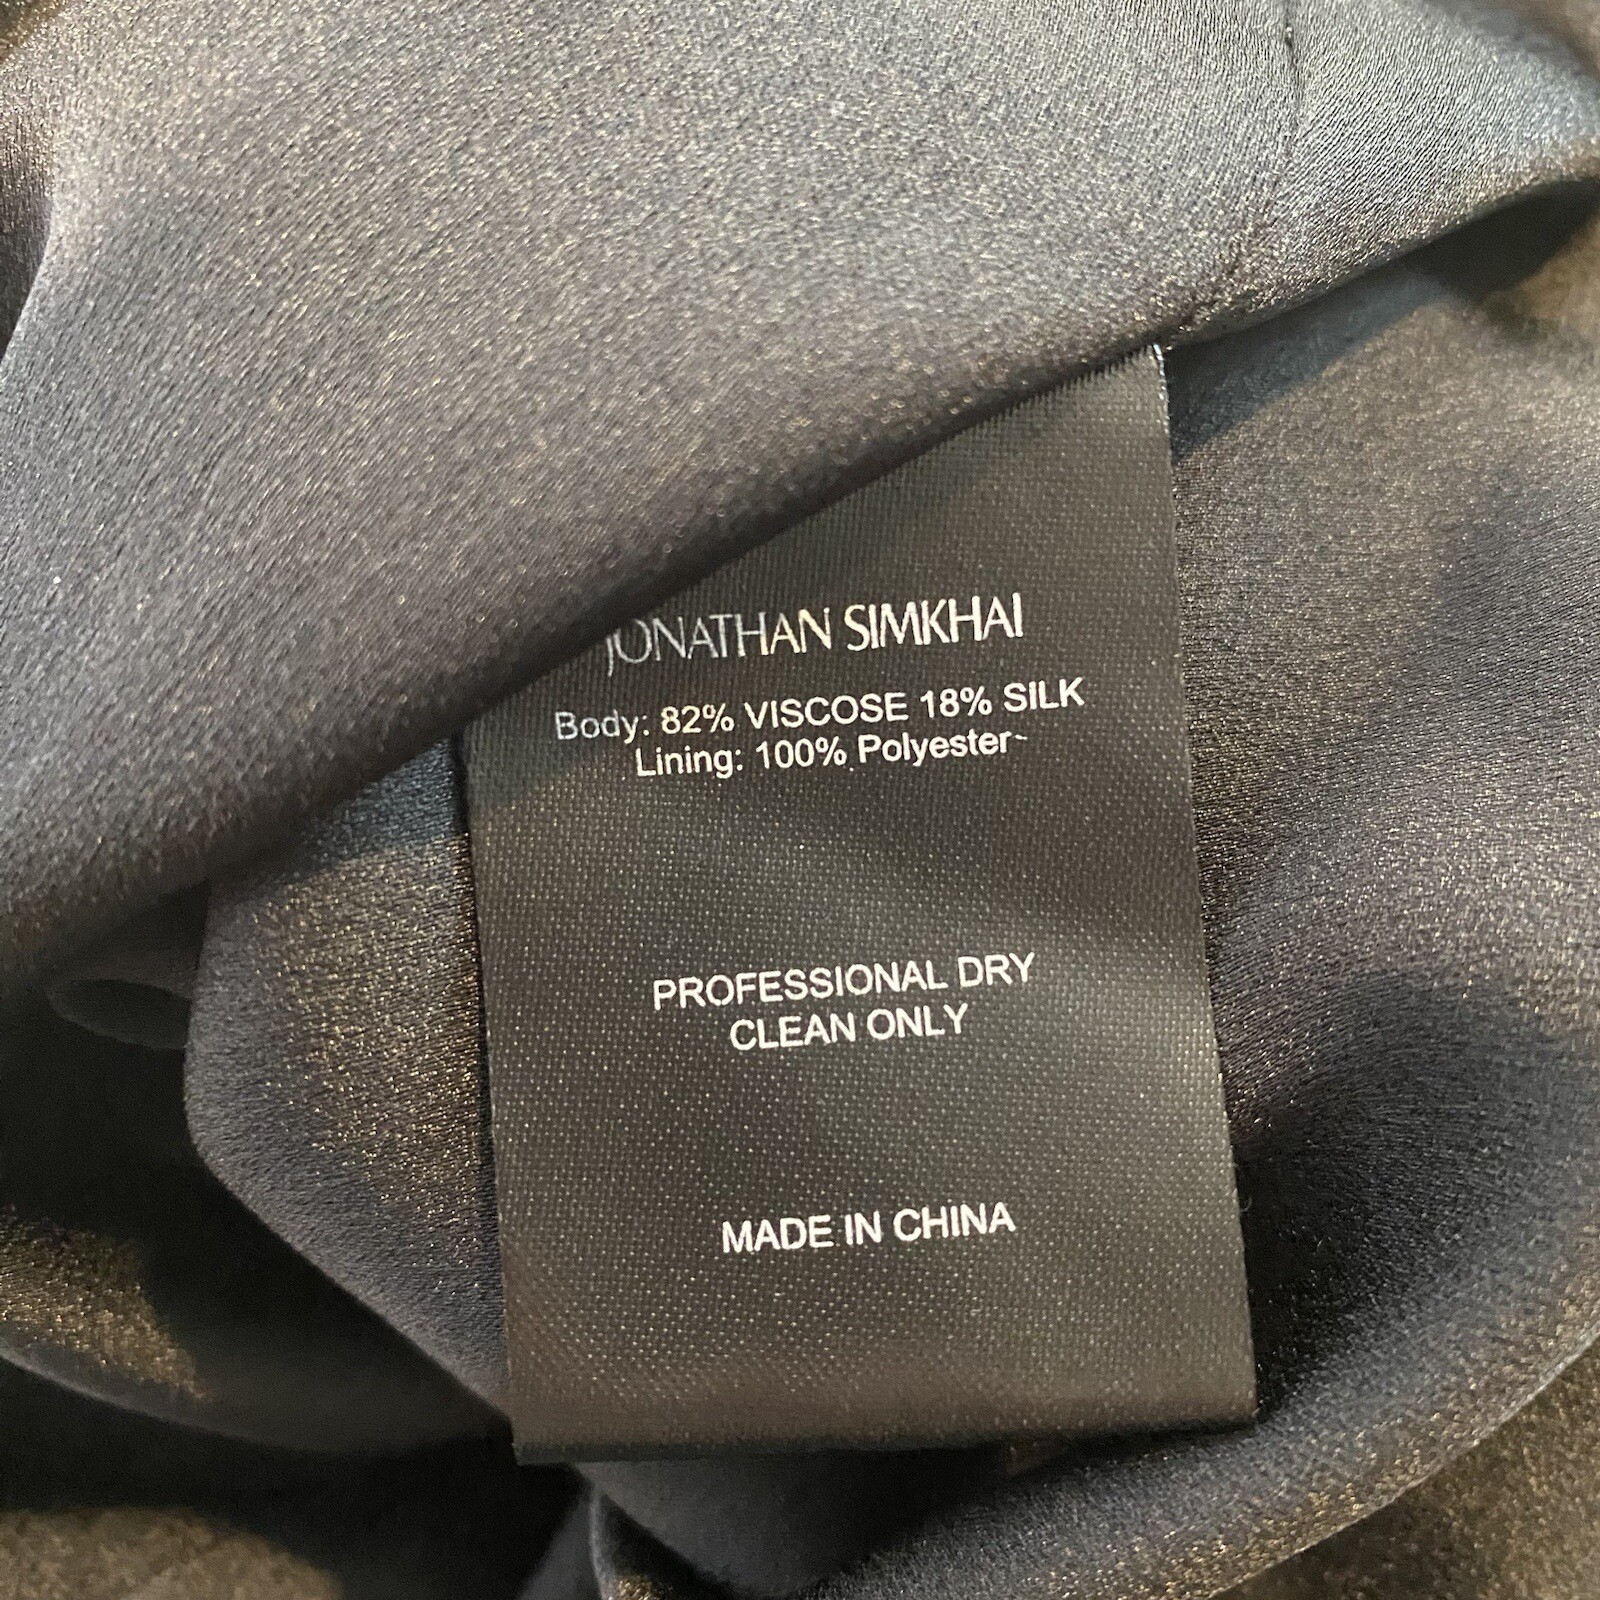 JONATHAN SIMKHAI
Body: 82% VISCOSE 18% SILK
Lining: 100% Polyester
PROFESSIONAL DRY
CLEAN ONLY
MADE IN CHINA